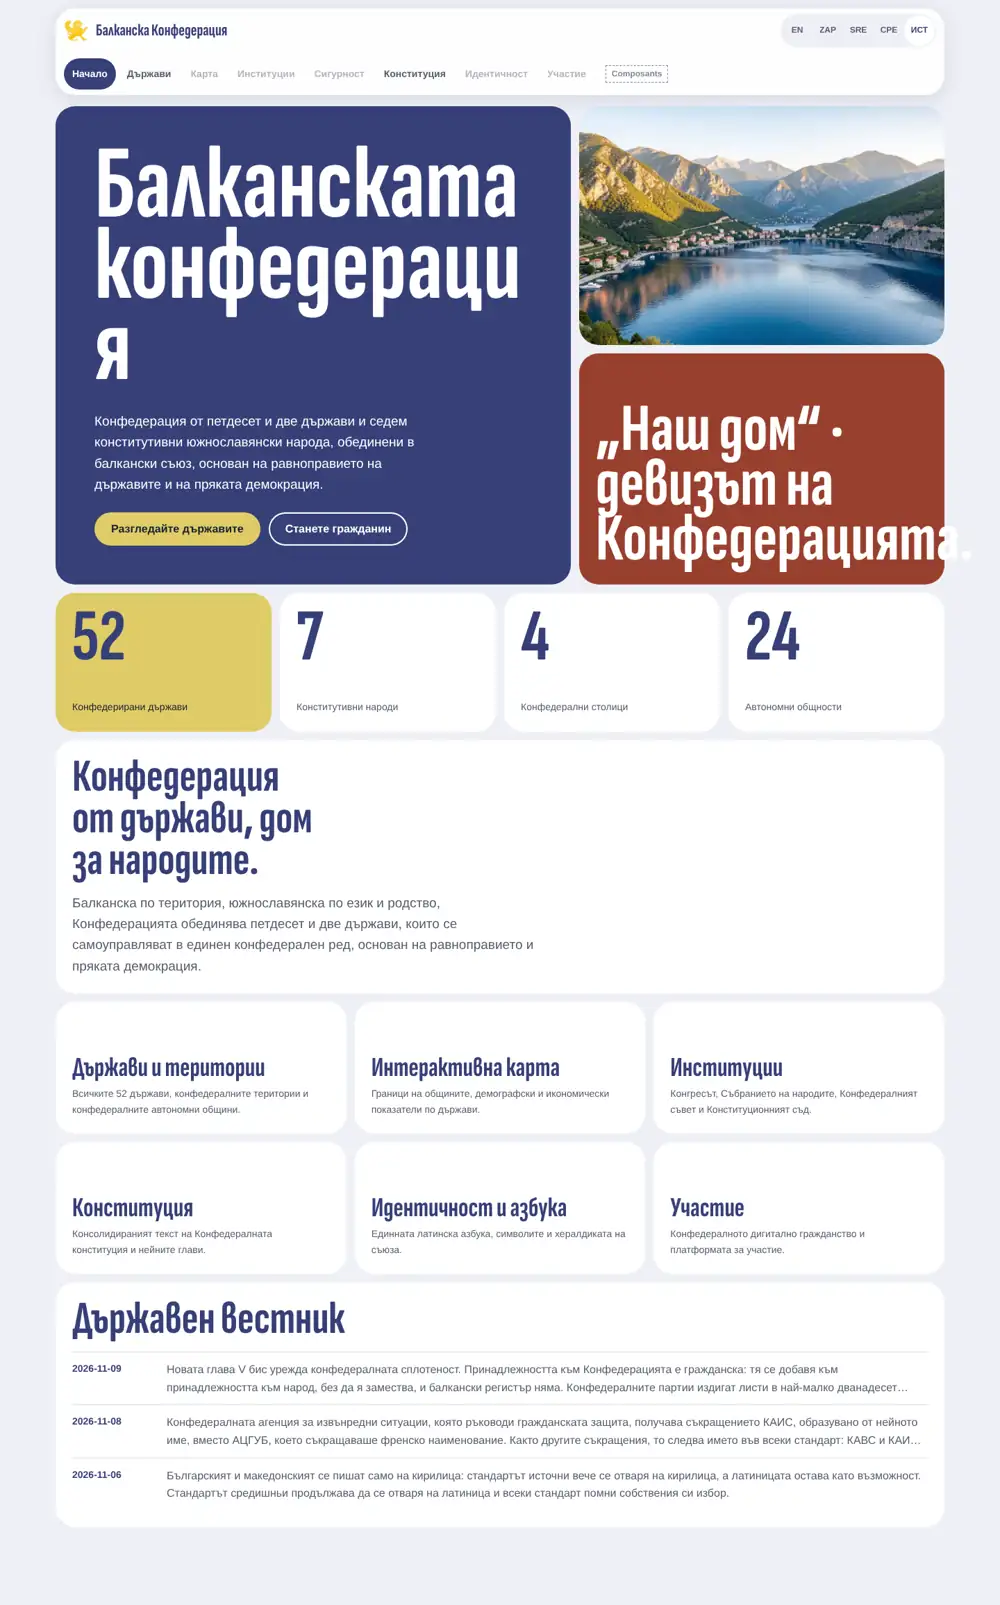 Балканска Конфедерация
EN ZAP SRE СРЕ ИСТ
Начало Държави Карта Институции Сигурност Конституция Идентичност Участие Composants
Балканската
конфедераци
я
Конфедерация от петдесет и две държави и седем
конститутивни южнославянски народа, обединени в
балкански съюз, основан на равноправието на
държавите и на пряката демокрация.
Разгледайте държавите Станете гражданин
„Наш дом“ ·
девизът на
Конфедерацията.
52
Конфедерирани държави
7
Конститутивни народи
4
Конфедерални столици
24
Автономни общности
Конфедерация
от държави, дом
за народите.
Балканска по територия, южнославянска по език и родство,
Конфедерацията обединява петдесет и две държави, които се
самоуправляват в единен конфедерален ред, основан на равноправието и
пряката демокрация.
Държави и територии
Всичките 52 държави, конфедералните територии и
конфедералните автономни общини.
Интерактивна карта
Граници на общините, демографски и икономически
показатели по държави.
Институции
Конгресът, Събранието на народите, Конфедералният
съвет и Конституционният съд.
Конституция
Консолидираният текст на Конфедералната
конституция и нейните глави.
Идентичност и азбука
Единната латинска азбука, символите и хералдиката на
съюза.
Участие
Конфедералното дигитално гражданство и
платформата за участие.
Държавен вестник
2026-11-09
Новата глава V бис урежда конфедералната сплотеност. Принадлежността към Конфедерацията е гражданска: тя се добавя към
принадлежността към народ, без да я замества, и балкански регистър няма. Конфедералните партии издигат листи в най-малко дванадесет…
2026-11-08
Конфедералната агенция за извънредни ситуации, която ръководи гражданската защита, получава съкращението КАИС, образувано от нейното
име, вместо АЦГУБ, което съкращаваше френско наименование. Както другите съкращения, то следва името във всеки стандарт: КАВС и КАИ…
2026-11-06
Българският и македонският се пишат само на кирилица: стандартът источни вече се отваря на кирилица, а латиницата остава като възможност.
Стандартът средишньи продължава да се отваря на латиница и всеки стандарт помни собствения си избор.